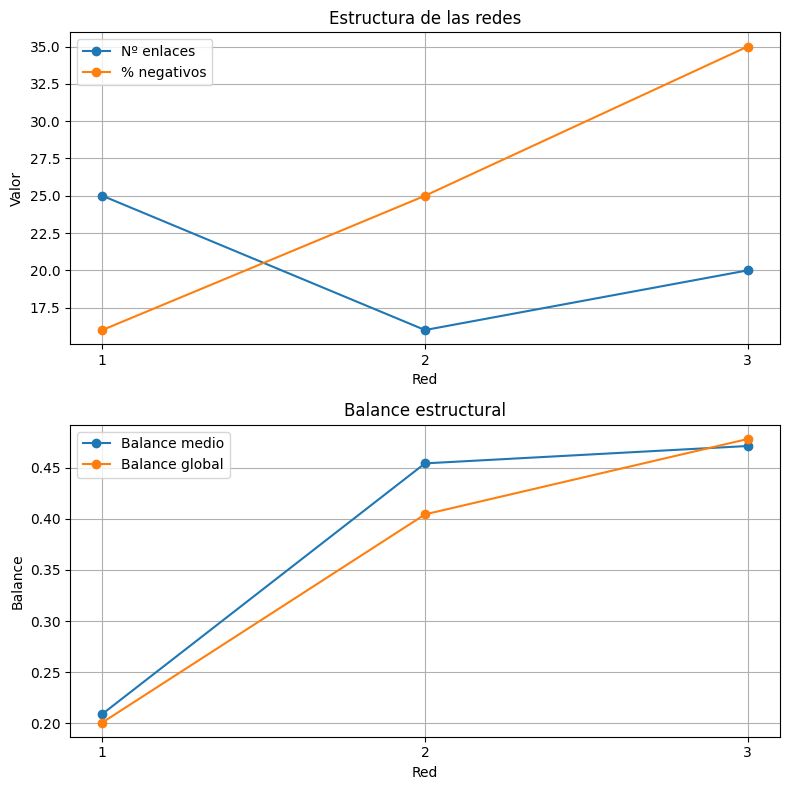 Estructura de las redes
Nº enlaces
% negativos
35.0
32.5
30.0
27.5
25.0
22.5
20.0
17.5
Valor
1 2 3
Red
Balance estructural
Balance medio
Balance global
0.45
0.40
0.35
0.30
0.25
0.20
Balance
1 2 3
Red